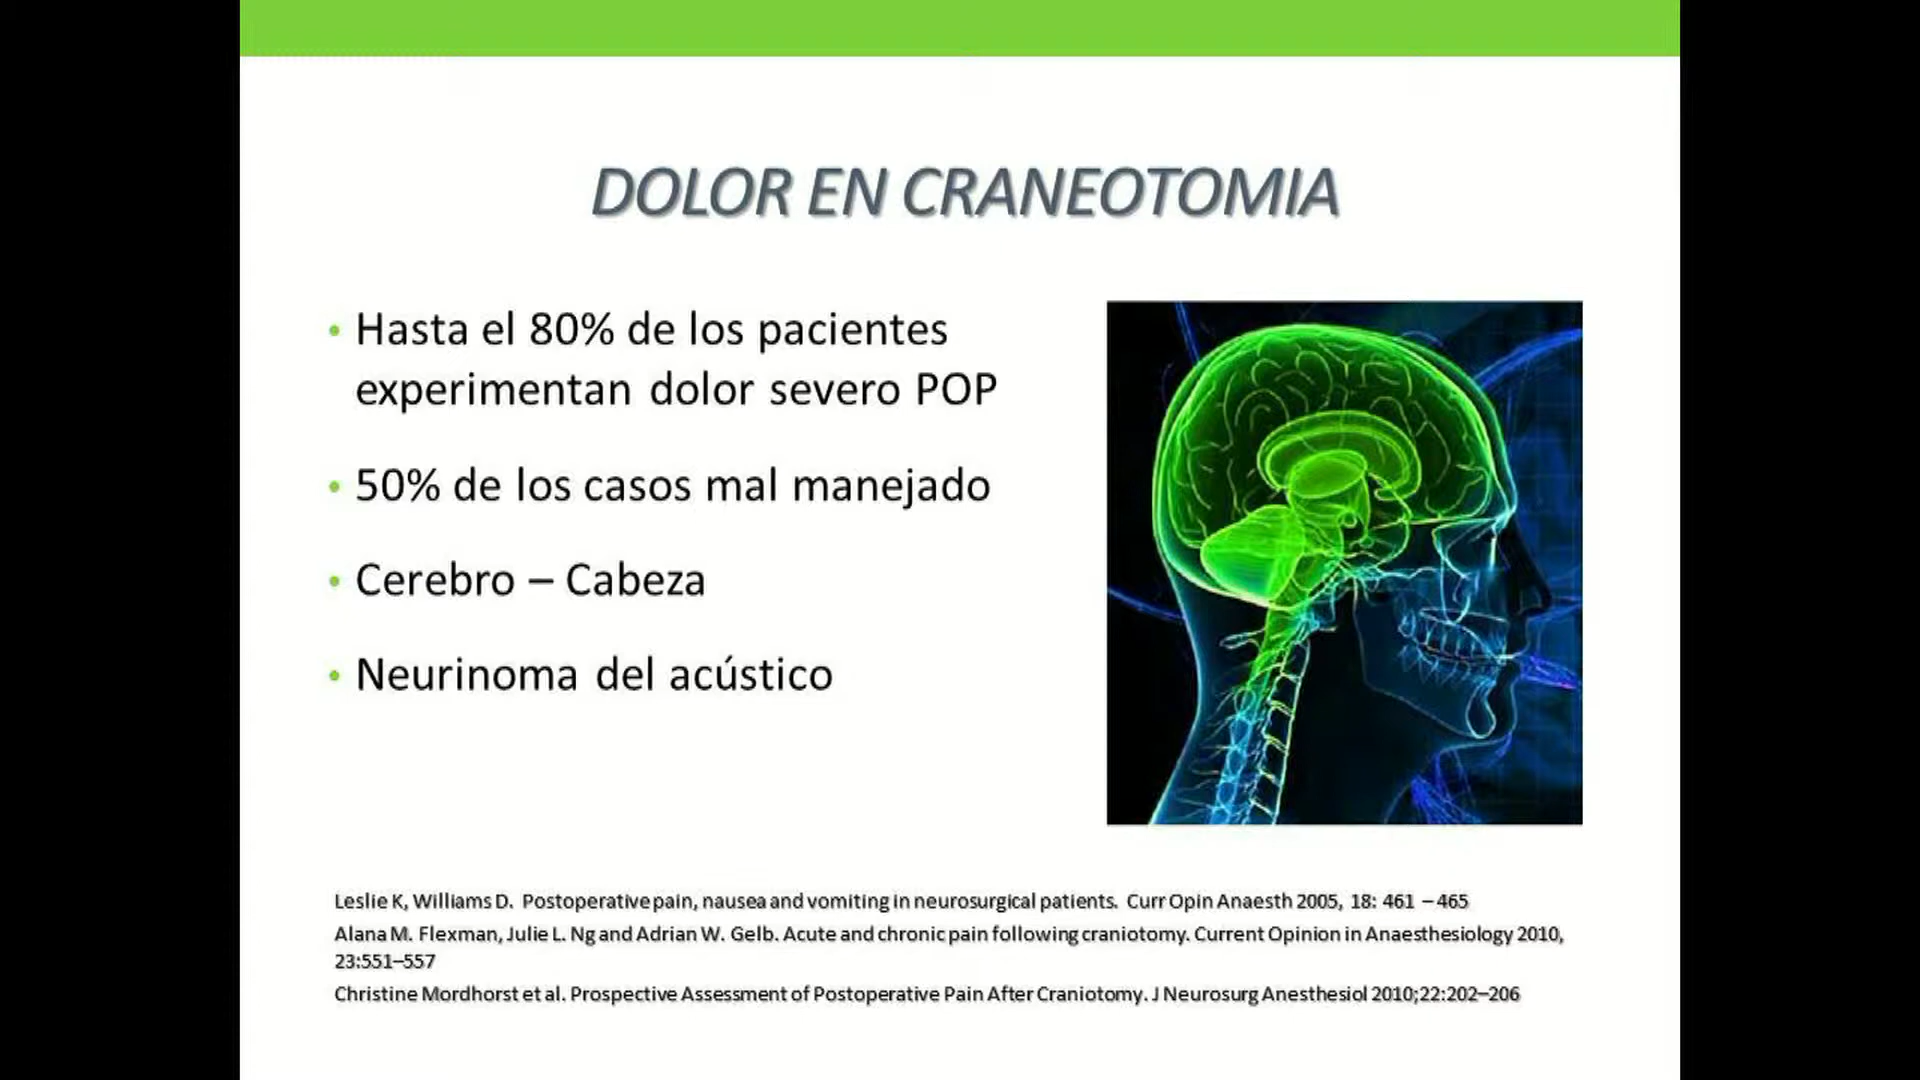 DOLOR EN CRANEOTOMIA
• Hasta el 80% de los pacientes
experimentan dolor severo POP
• 50% de los casos mal manejado
• Cerebro – Cabeza
• Neurinoma del acústico
Leslie K, Williams D. Postoperative pain, nausea and vomiting in neurosurgical patients. Curr Opin Anaesth 2005, 18: 461 – 465
Alana M. Flexman, Julie L. Ng and Adrian W. Gelb. Acute and chronic pain following craniotomy. Current Opinion in Anaesthesiology 2010,
23:551–557
Christine Mordhorst et al. Prospective Assessment of Postoperative Pain After Craniotomy. J Neurosurg Anesthesiol 2010;22:202–206